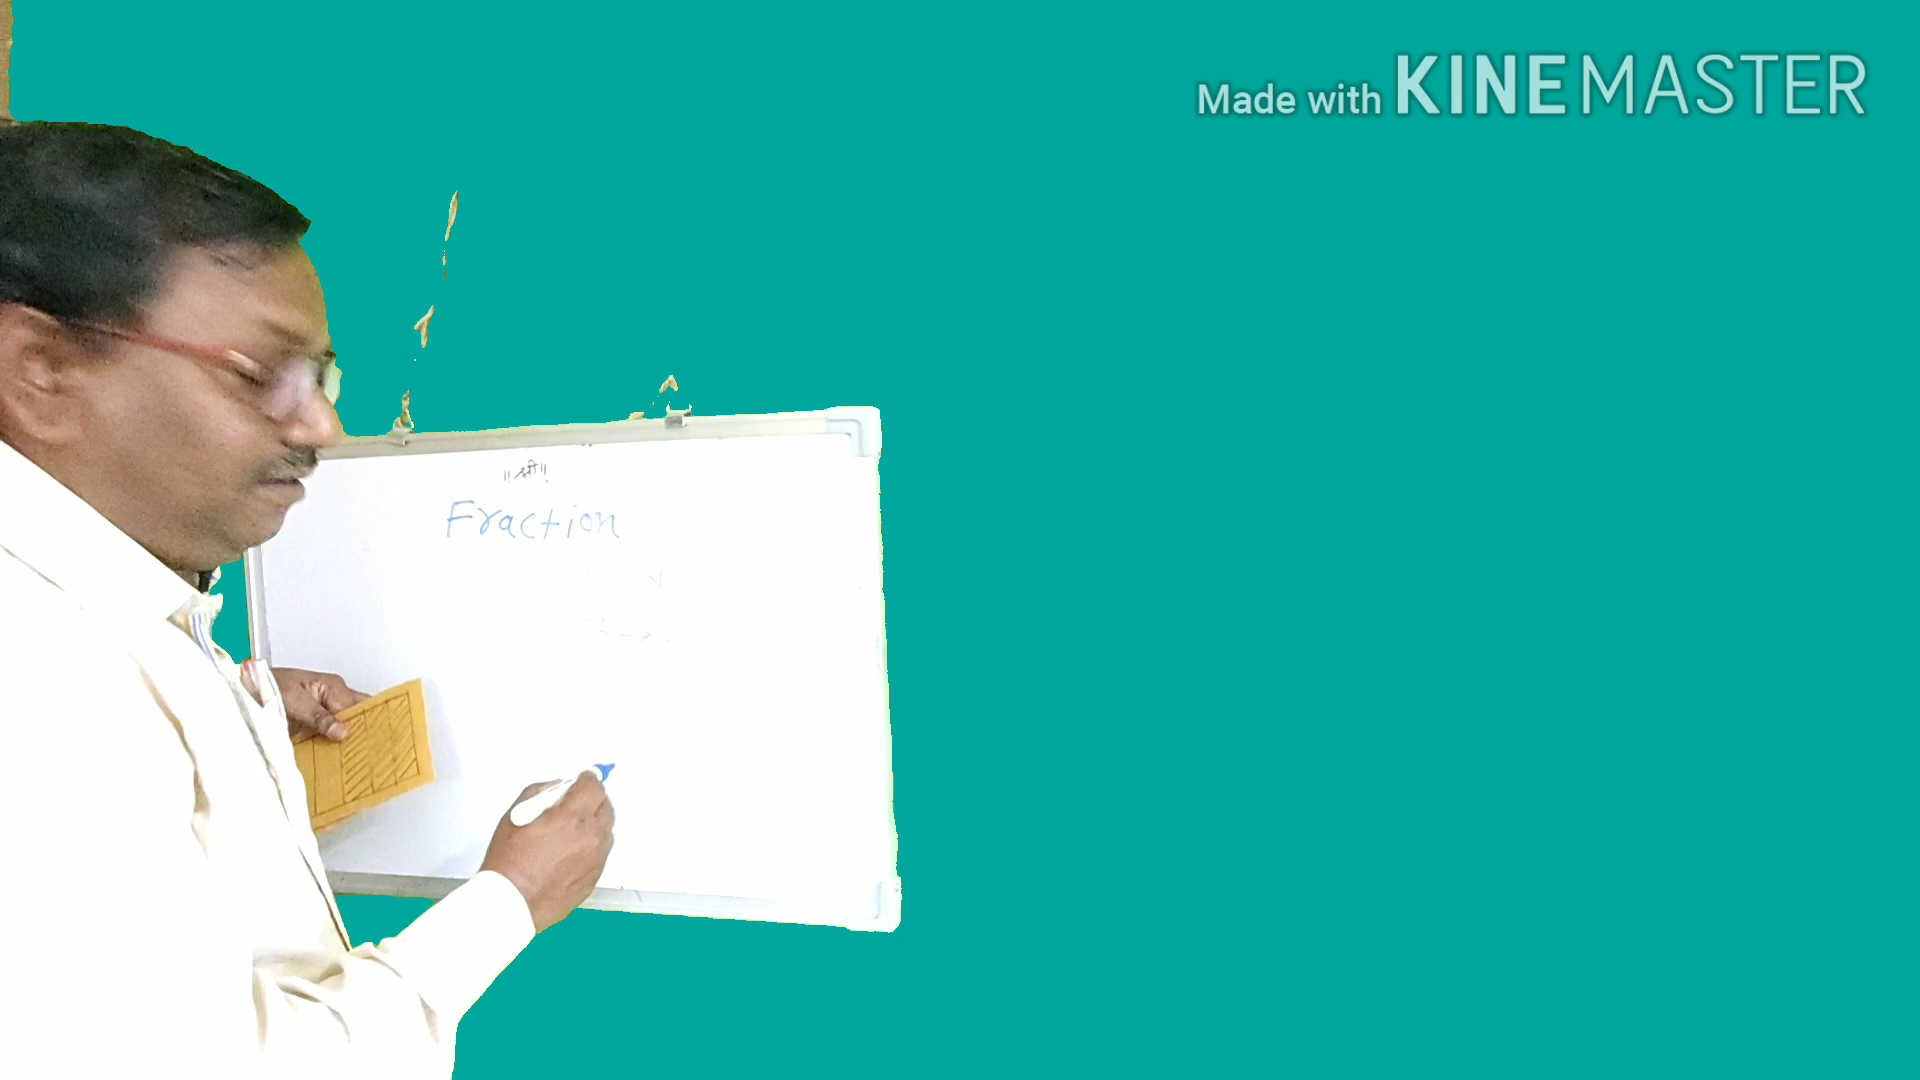 Made with KINEMASTER
॥श्री॥
Fraction